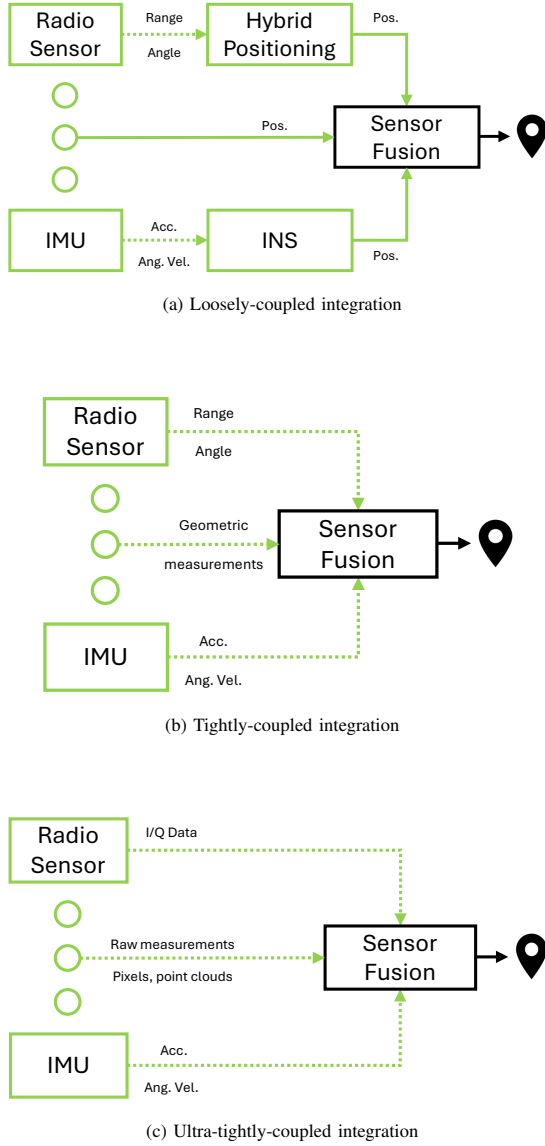 Radio
Sensor
Range
Angle
Hybrid
Positioning
Pos.
Pos.
Sensor
Fusion
IMU
Acc.
Ang. Vel.
INS
Pos.
(a) Loosely-coupled integration
Radio
Sensor
Range
Angle
Geometric
measurements
Sensor
Fusion
IMU
Acc.
Ang. Vel.
(b) Tightly-coupled integration
Radio
Sensor
I/Q Data
Raw measurements
Pixels, point clouds
Sensor
Fusion
IMU
Acc.
Ang. Vel.
(c) Ultra-tightly-coupled integration